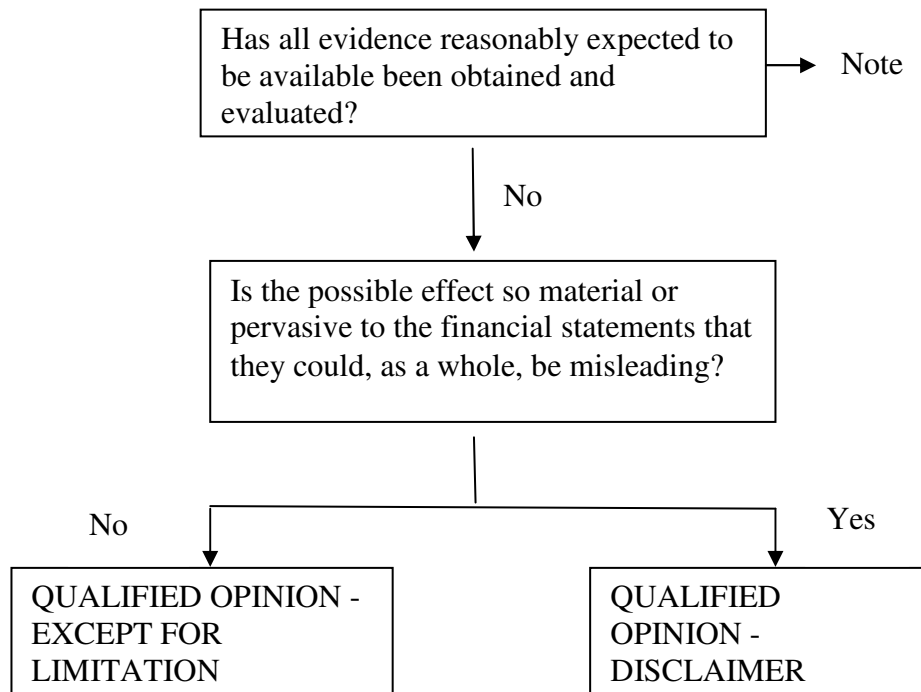 Has all evidence reasonably expected to
be available been obtained and
evaluated?
Note
No
Is the possible effect so material or
pervasive to the financial statements that
they could, as a whole, be misleading?
No
Yes
QUALIFIED OPINION -
EXCEPT FOR
LIMITATION
QUALIFIED
OPINION -
DISCLAIMER